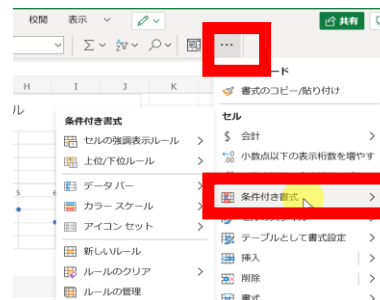 校閲 表示
共有
H I J K
ード
書式のコピー/貼り付け
ル
セル
条件付き書式
$ 会計
セルの強調表示ルール
小数点以下の表示桁数を増やす
上位/下位ルール
データ バー
条件付き書式
カラー スケール
アイコン セット
テーブルとして書式設定
新しいルール
挿入
ルールのクリア
削除
ルールの管理
書式